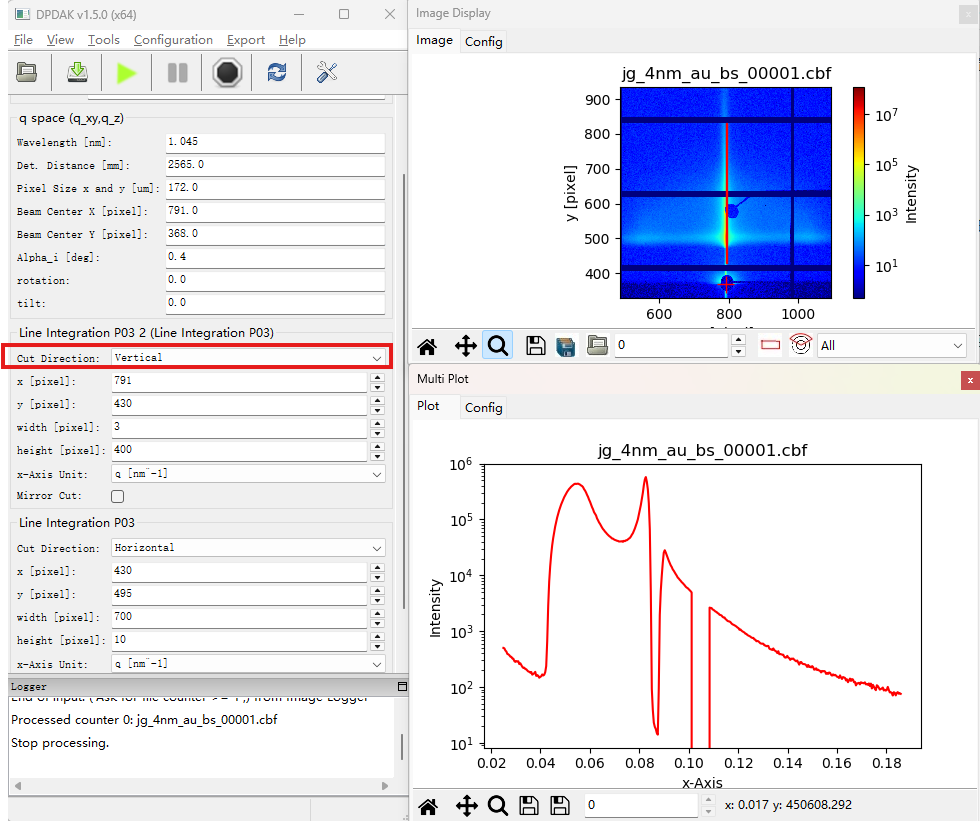 DPDAK v1.5.0 (x64)
File View Tools Configuration Export Help
q space (q_xy,q_z)
Wavelength [nm]: 1.045
Det. Distance [mm]: 2565.0
Pixel Size x and y [um]: 172.0
Beam Center X [pixel]: 791.0
Beam Center Y [pixel]: 368.0
Alpha_i [deg]: 0.4
rotation: 0.0
tilt: 0.0
Line Integration P03 2 (Line Integration P03)
Cut Direction: Vertical
x [pixel]: 791
y [pixel]: 430
width [pixel]: 3
height [pixel]: 400
x-Axis Unit: q [nm^-1]
Mirror Cut:
Line Integration P03
Cut Direction: Horizontal
x [pixel]: 430
y [pixel]: 495
width [pixel]: 700
height [pixel]: 10
x-Axis Unit: q [nm^-1]
Logger
End of input. ('Ask for file counter >= 1',) from Image Logger
Processed counter 0: jg_4nm_au_bs_00001.cbf
Stop processing.
Image Display
x
Image Config
jg_4nm_au_bs_00001.cbf
900
800
700
600
500
400
y [pixel]
600 800 1000
10^7
10^5
10^3
10^1
Intensity
0
All
Multi Plot
x
Plot Config
jg_4nm_au_bs_00001.cbf
10^6
10^5
10^4
10^3
10^2
10^1
Intensity
0.02 0.04 0.06 0.08 0.10 0.12 0.14 0.16 0.18
x-Axis
0
x: 0.017 y: 450608.292